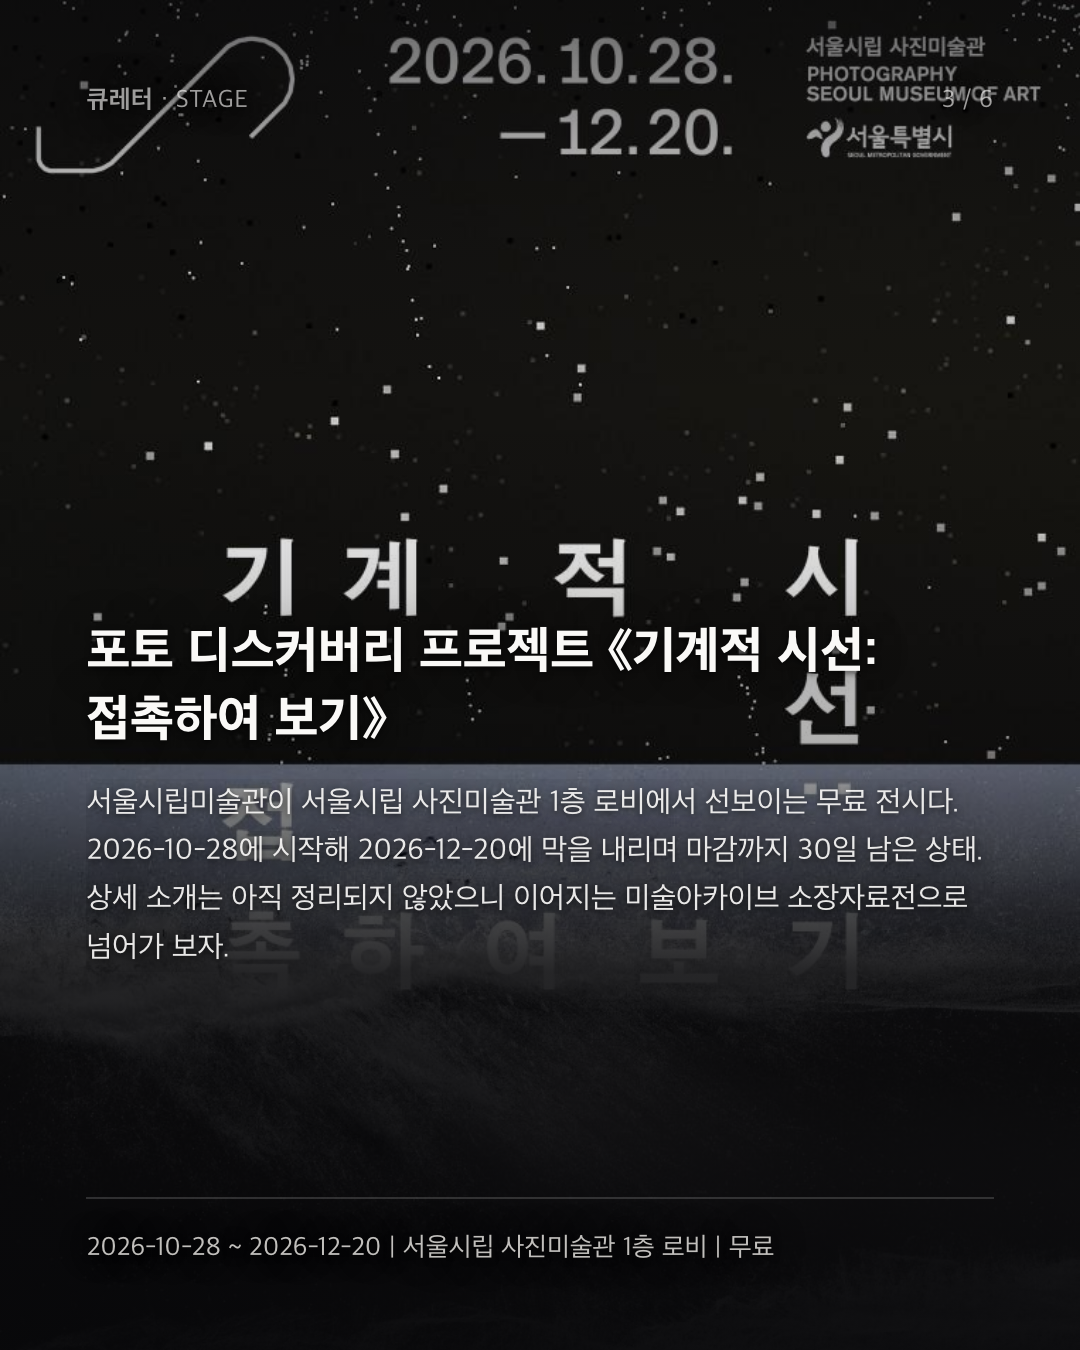 큐레터 · STAGE
2026. 10. 28.
—12. 20.
서울시립 사진미술관
PHOTOGRAPHY
SEOUL MUSEUM OF ART
3 / 6
서울특별시
SEOUL METROPOLITAN GOVERNMENT
기 계 적 시
포토 디스커버리 프로젝트 《기계적 시선:
선
접촉하여 보기》
:
서울시립미술관이 서울시립 사진미술관 1층 로비에서 선보이는 무료 전시다.
접
2026-10-28에 시작해 2026-12-20에 막을 내리며 마감까지 30일 남은 상태.
상세 소개는 아직 정리되지 않았으니 이어지는 미술아카이브 소장자료전으로
넘어가 보자.
촉 하 여 보 기
2026-10-28 ~ 2026-12-20 | 서울시립 사진미술관 1층 로비 | 무료